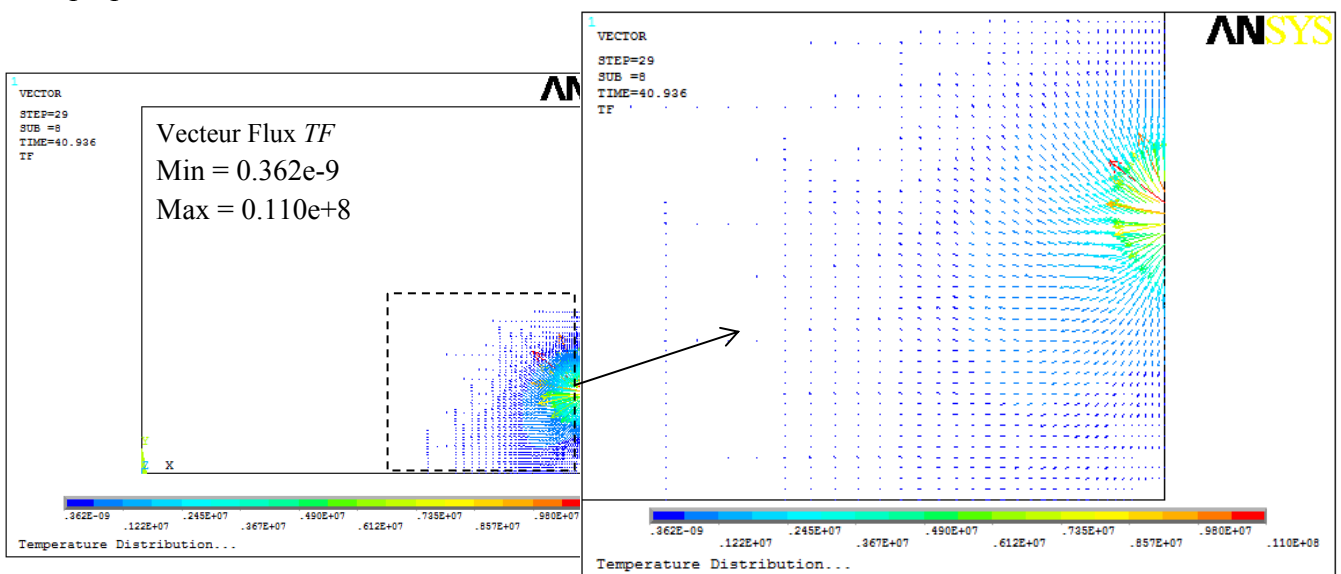 1
VECTOR
STEP=29
SUB =8
TIME=40.936
TF
AN
Vecteur Flux TF
Min = 0.362e-9
Max = 0.110e+8
Y
Z X
.362E-09 .245E+07 .490E+07 .735E+07 .980E+07
.122E+07 .367E+07 .612E+07 .857E+07
Temperature Distribution...
1
VECTOR
STEP=29
SUB =8
TIME=40.936
TF
ANSYS
.362E-09 .245E+07 .490E+07 .735E+07 .980E+07
.122E+07 .367E+07 .612E+07 .857E+07 .110E+08
Temperature Distribution...